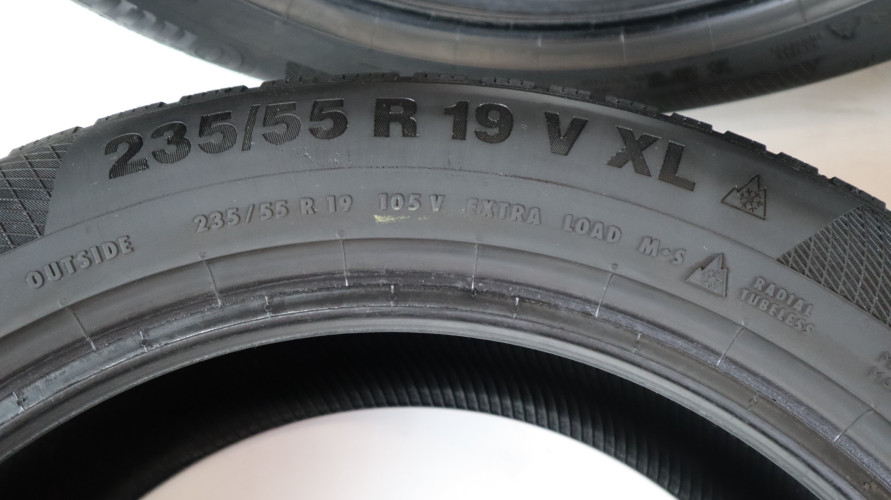 235/55 R 19 V XL
OUTSIDE 235/55 R 19 105 V EXTRA LOAD M+S
RADIAL
TUBELESS